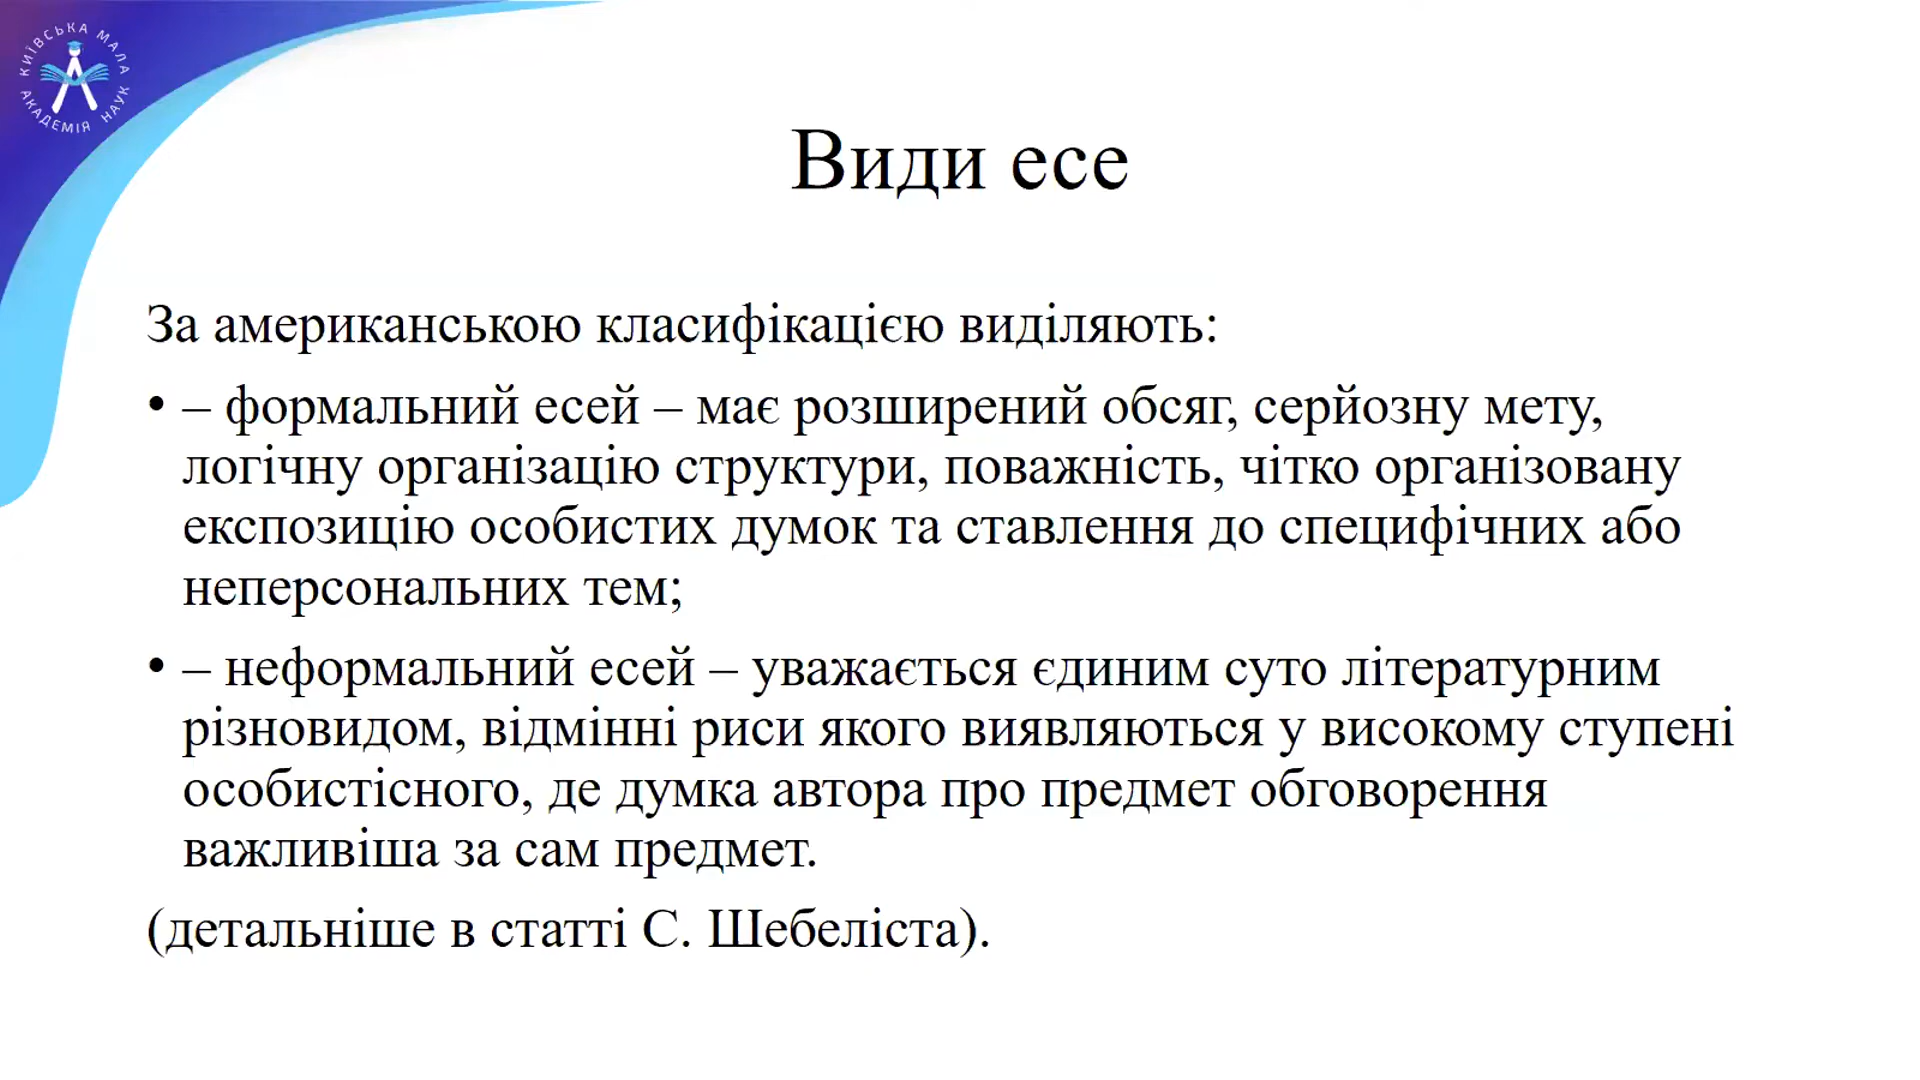 КИЇВСЬКА МАЛА
АКАДЕМІЯ НАУК
Види есе
За американською класифікацією виділяють:
• – формальний есей – має розширений обсяг, серйозну мету,
логічну організацію структури, поважність, чітко організовану
експозицію особистих думок та ставлення до специфічних або
неперсональних тем;
• – неформальний есей – уважається єдиним суто літературним
різновидом, відмінні риси якого виявляються у високому ступені
особистісного, де думка автора про предмет обговорення
важливіша за сам предмет.
(детальніше в статті С. Шебеліста).